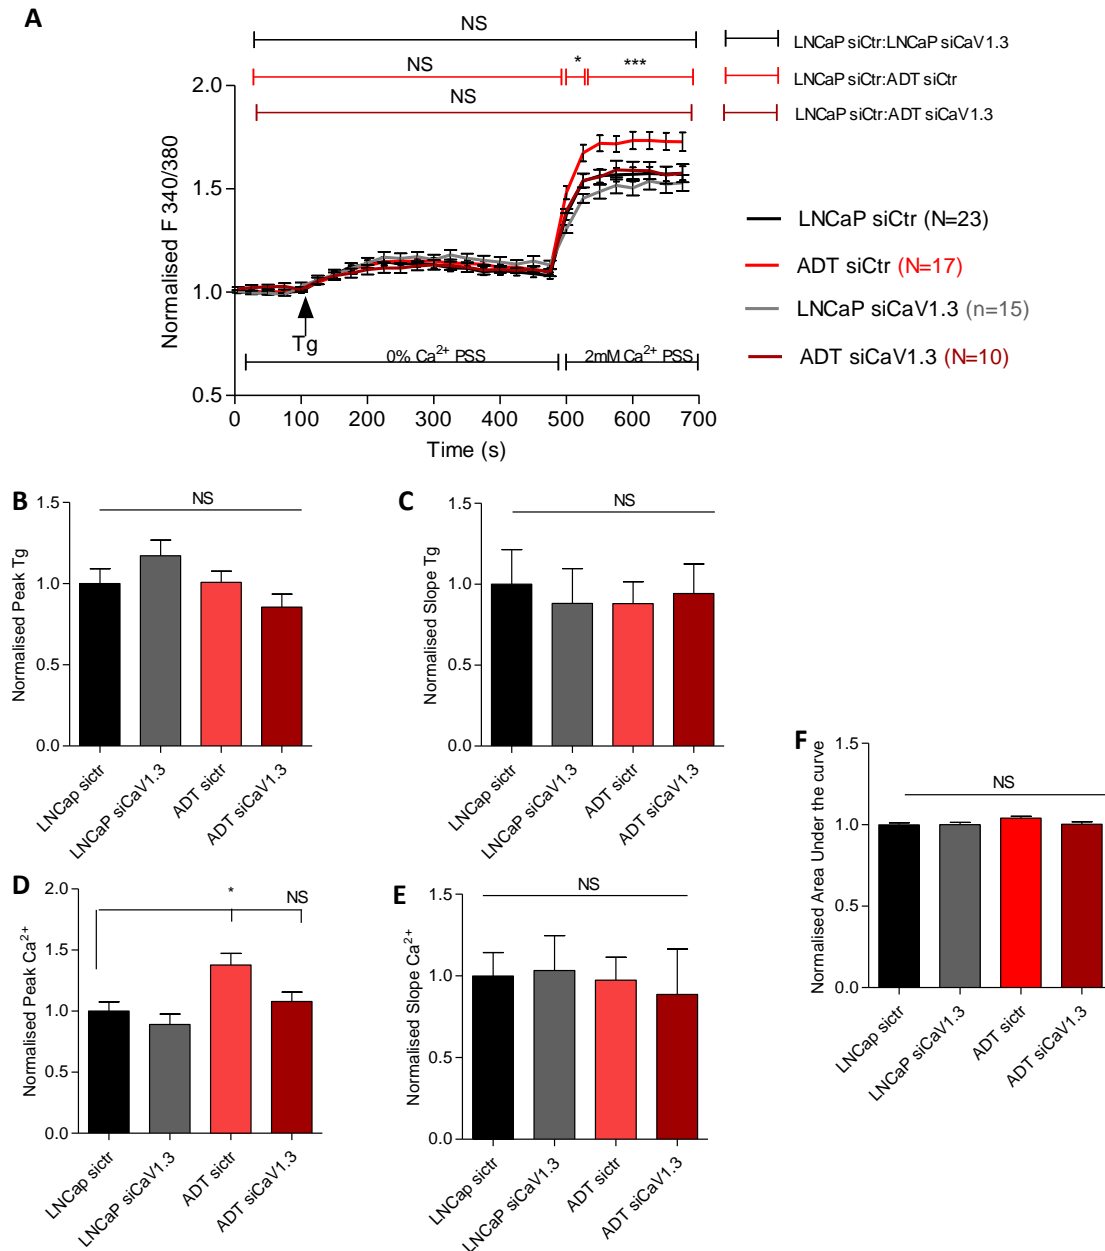 A
NS
LNCaP siCtr:LNCaP siCaV1.3
NS
*
***
LNCaP siCtr:ADT siCtr
NS
LNCaP siCtr:ADT siCaV1.3
2.0
1.5
1.0
0.5
Normalised F 340/380
Tg
0% Ca²⁺ PSS
2mM Ca²⁺ PSS
0 100 200 300 400 500 600 700
Time (s)
LNCaP siCtr (N=23)
ADT siCtr (N=17)
LNCaP siCaV1.3 (n=15)
ADT siCaV1.3 (N=10)
B
NS
1.5
1.0
0.5
0.0
Normalised Peak Tg
LNCap sictr
LNCaP siCaV1.3
ADT sictr
ADT siCaV1.3
C
NS
1.5
1.0
0.5
0.0
Normalised Slope Tg
LNCap sictr
LNCaP siCaV1.3
ADT sictr
ADT siCaV1.3
D
*
NS
2.0
1.5
1.0
0.5
0.0
Normalised Peak Ca²⁺
LNCap sictr
LNCaP siCaV1.3
ADT sictr
ADT siCaV1.3
E
NS
1.5
1.0
0.5
0.0
Normalised Slope Ca²⁺
LNCap sictr
LNCaP siCaV1.3
ADT sictr
ADT siCaV1.3
F
NS
1.5
1.0
0.5
0.0
Normalised Area Under the curve
LNCap sictr
LNCaP siCaV1.3
ADT sictr
ADT siCaV1.3